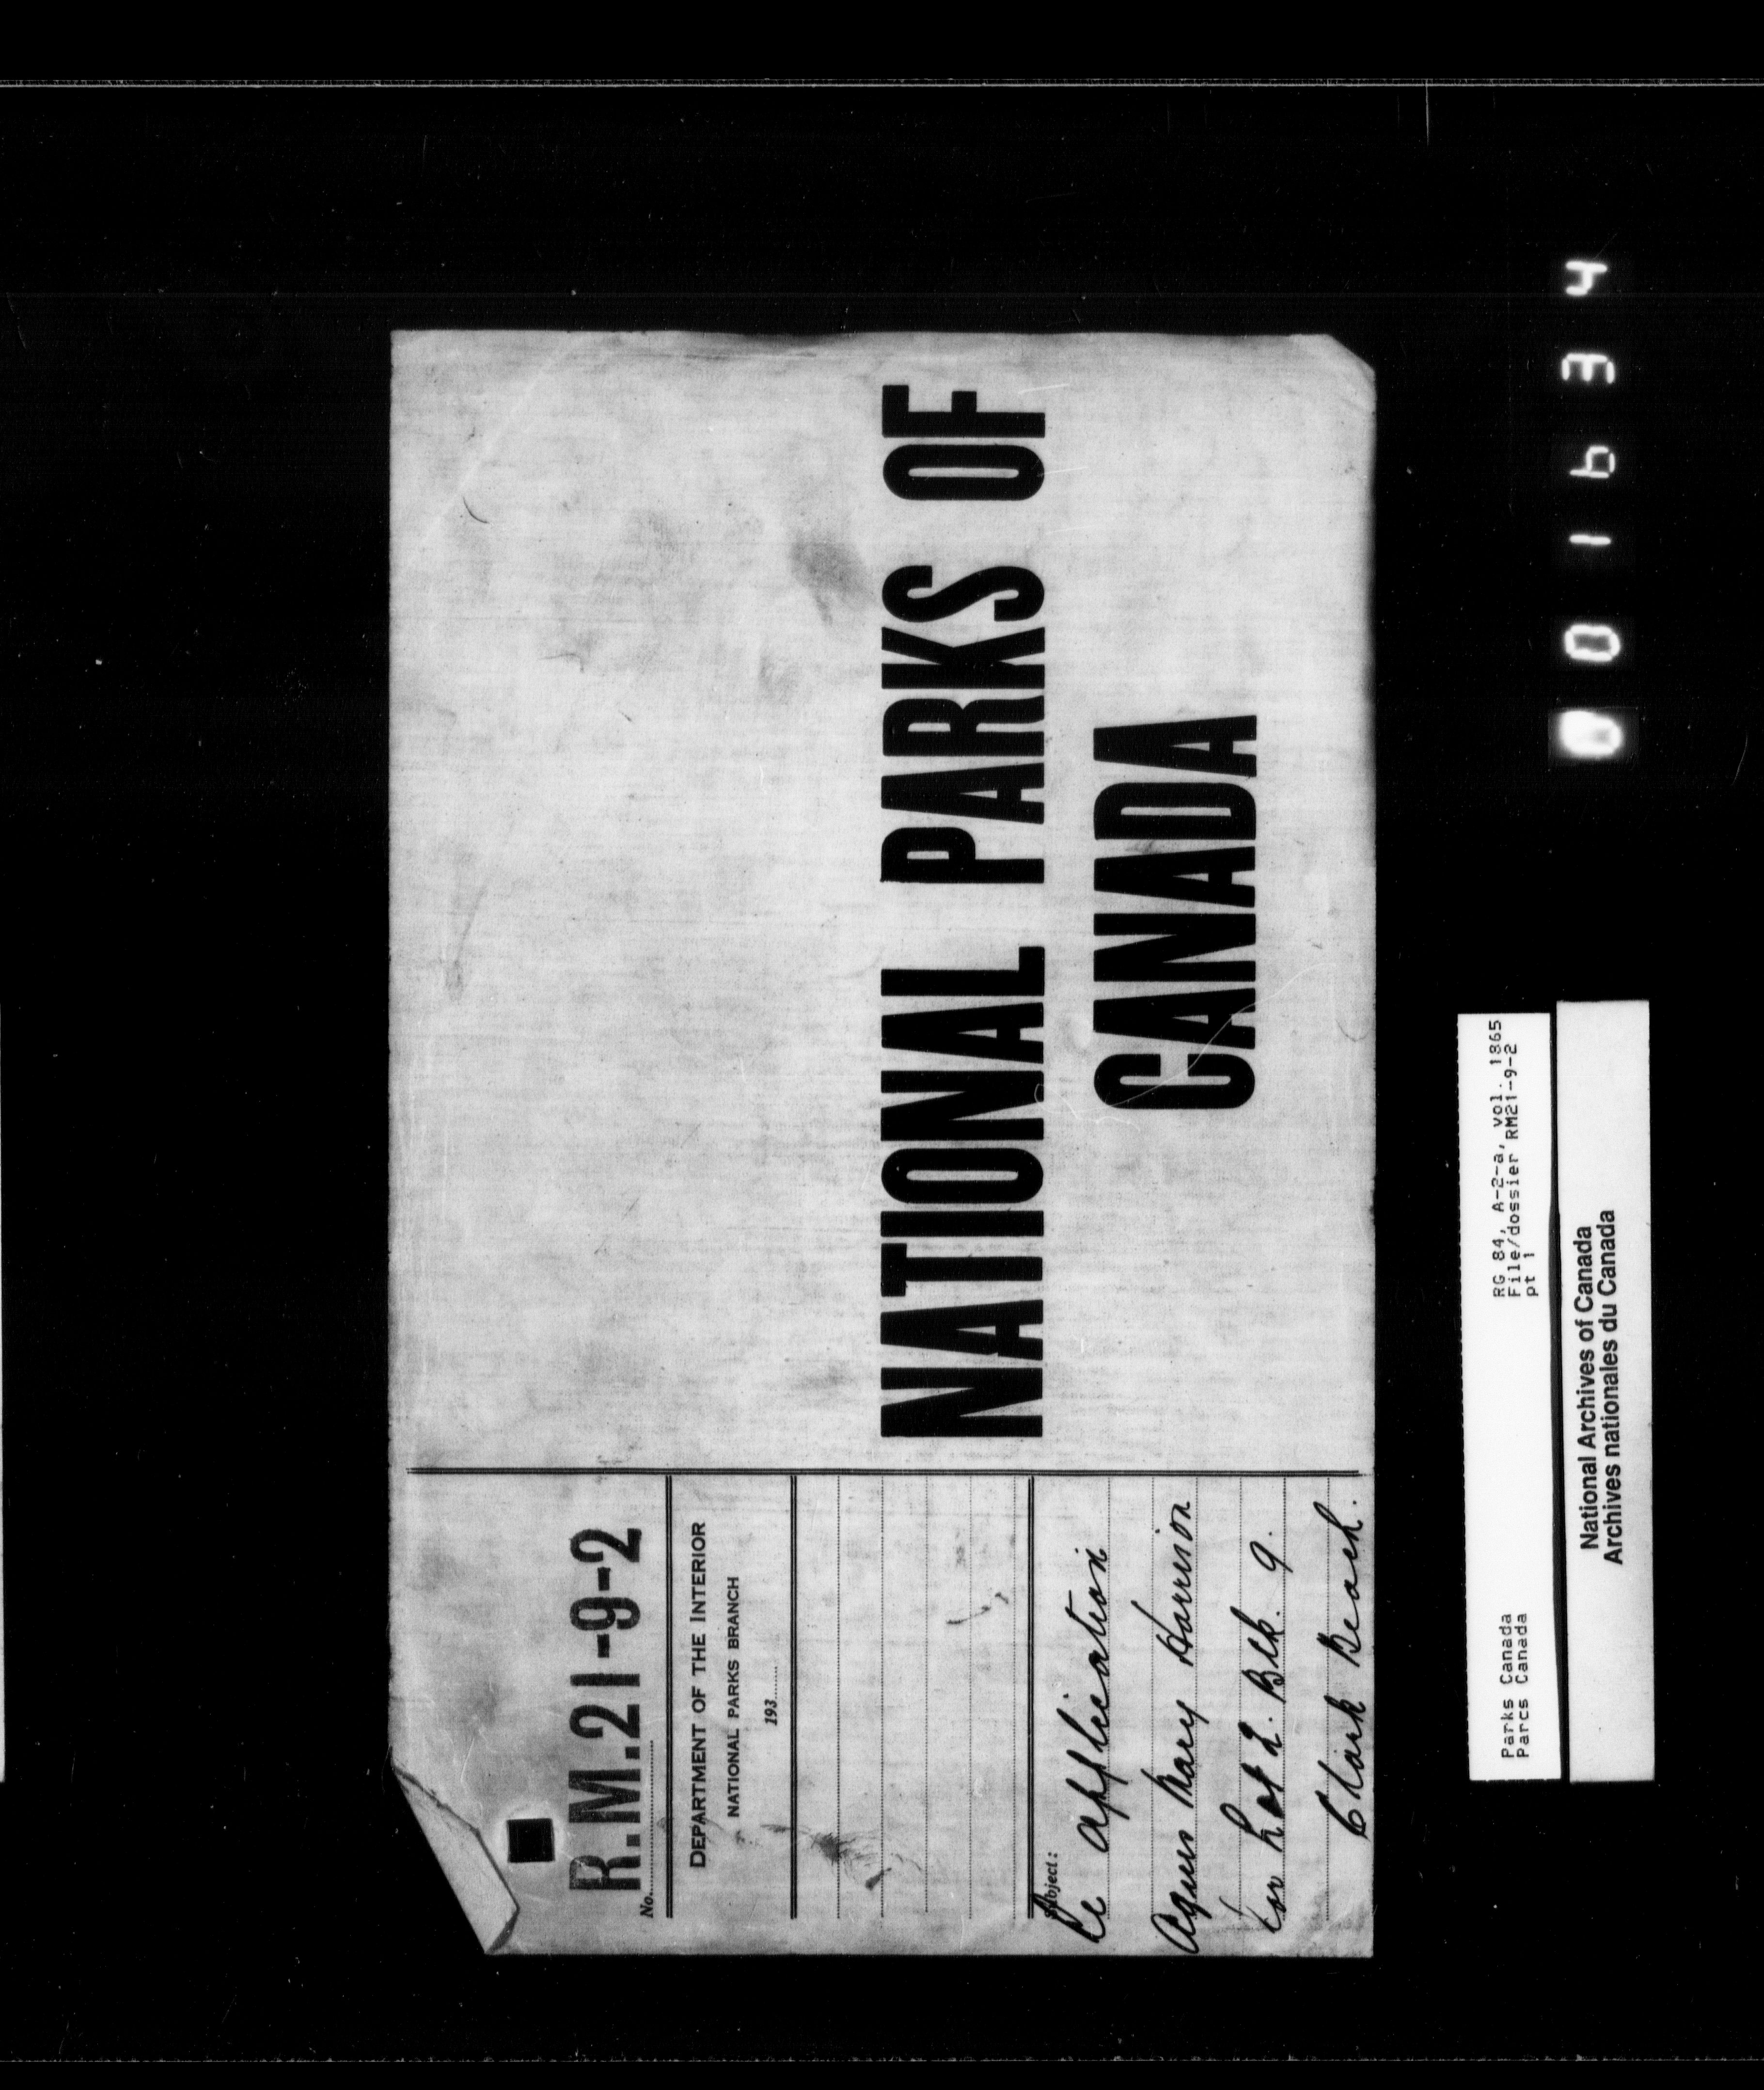 R.M.21-9-2
No.
DEPARTMENT OF THE INTERIOR
NATIONAL PARKS BRANCH
193
Subject:
Re application
Agnes Mary Harrison
for Lot 2. Blk. 9.
Clark Beach.
NATIONAL PARKS OF
CANADA
Parks Canada
Parcs Canada
RG 84, A-2-a, vol. 1865
File/dossier RM21-9-2
pt 1
National Archives of Canada
Archives nationales du Canada
001634